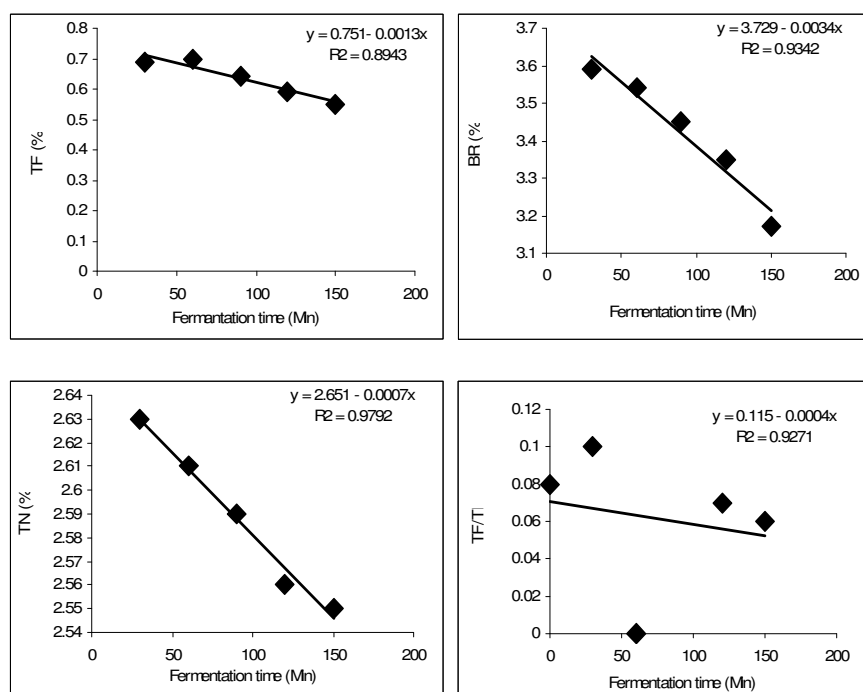 y = 0.751- 0.0013x
R2 = 0.8943
0.8
0.7
0.6
0.5
0.4
0.3
0.2
0.1
0
TF (%
0 50 100 150 200
Fermantation time (Mn)
y = 3.729 - 0.0034x
R2 = 0.9342
3.7
3.6
3.5
3.4
3.3
3.2
3.1
BR (%
0 50 100 150 200
Fermentation time (Mn)
y = 2.651 - 0.0007x
R2 = 0.9792
2.64
2.63
2.62
2.61
2.6
2.59
2.58
2.57
2.56
2.55
2.54
TN (%
0 50 100 150 200
Fermentation time (Mn)
y = 0.115 - 0.0004x
R2 = 0.9271
0.12
0.1
0.08
0.06
0.04
0.02
0
TF/T
0 50 100 150 200
Fermentation time (Mn)